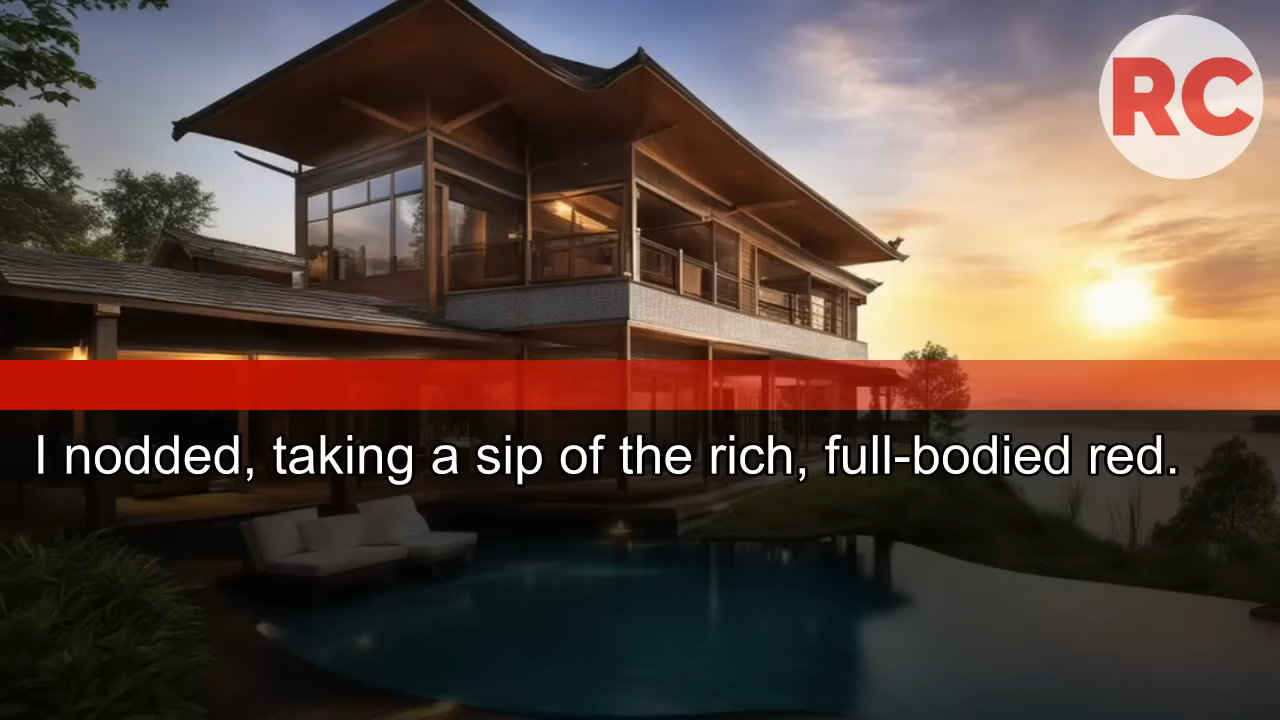 RC
I nodded, taking a sip of the rich, full-bodied red.